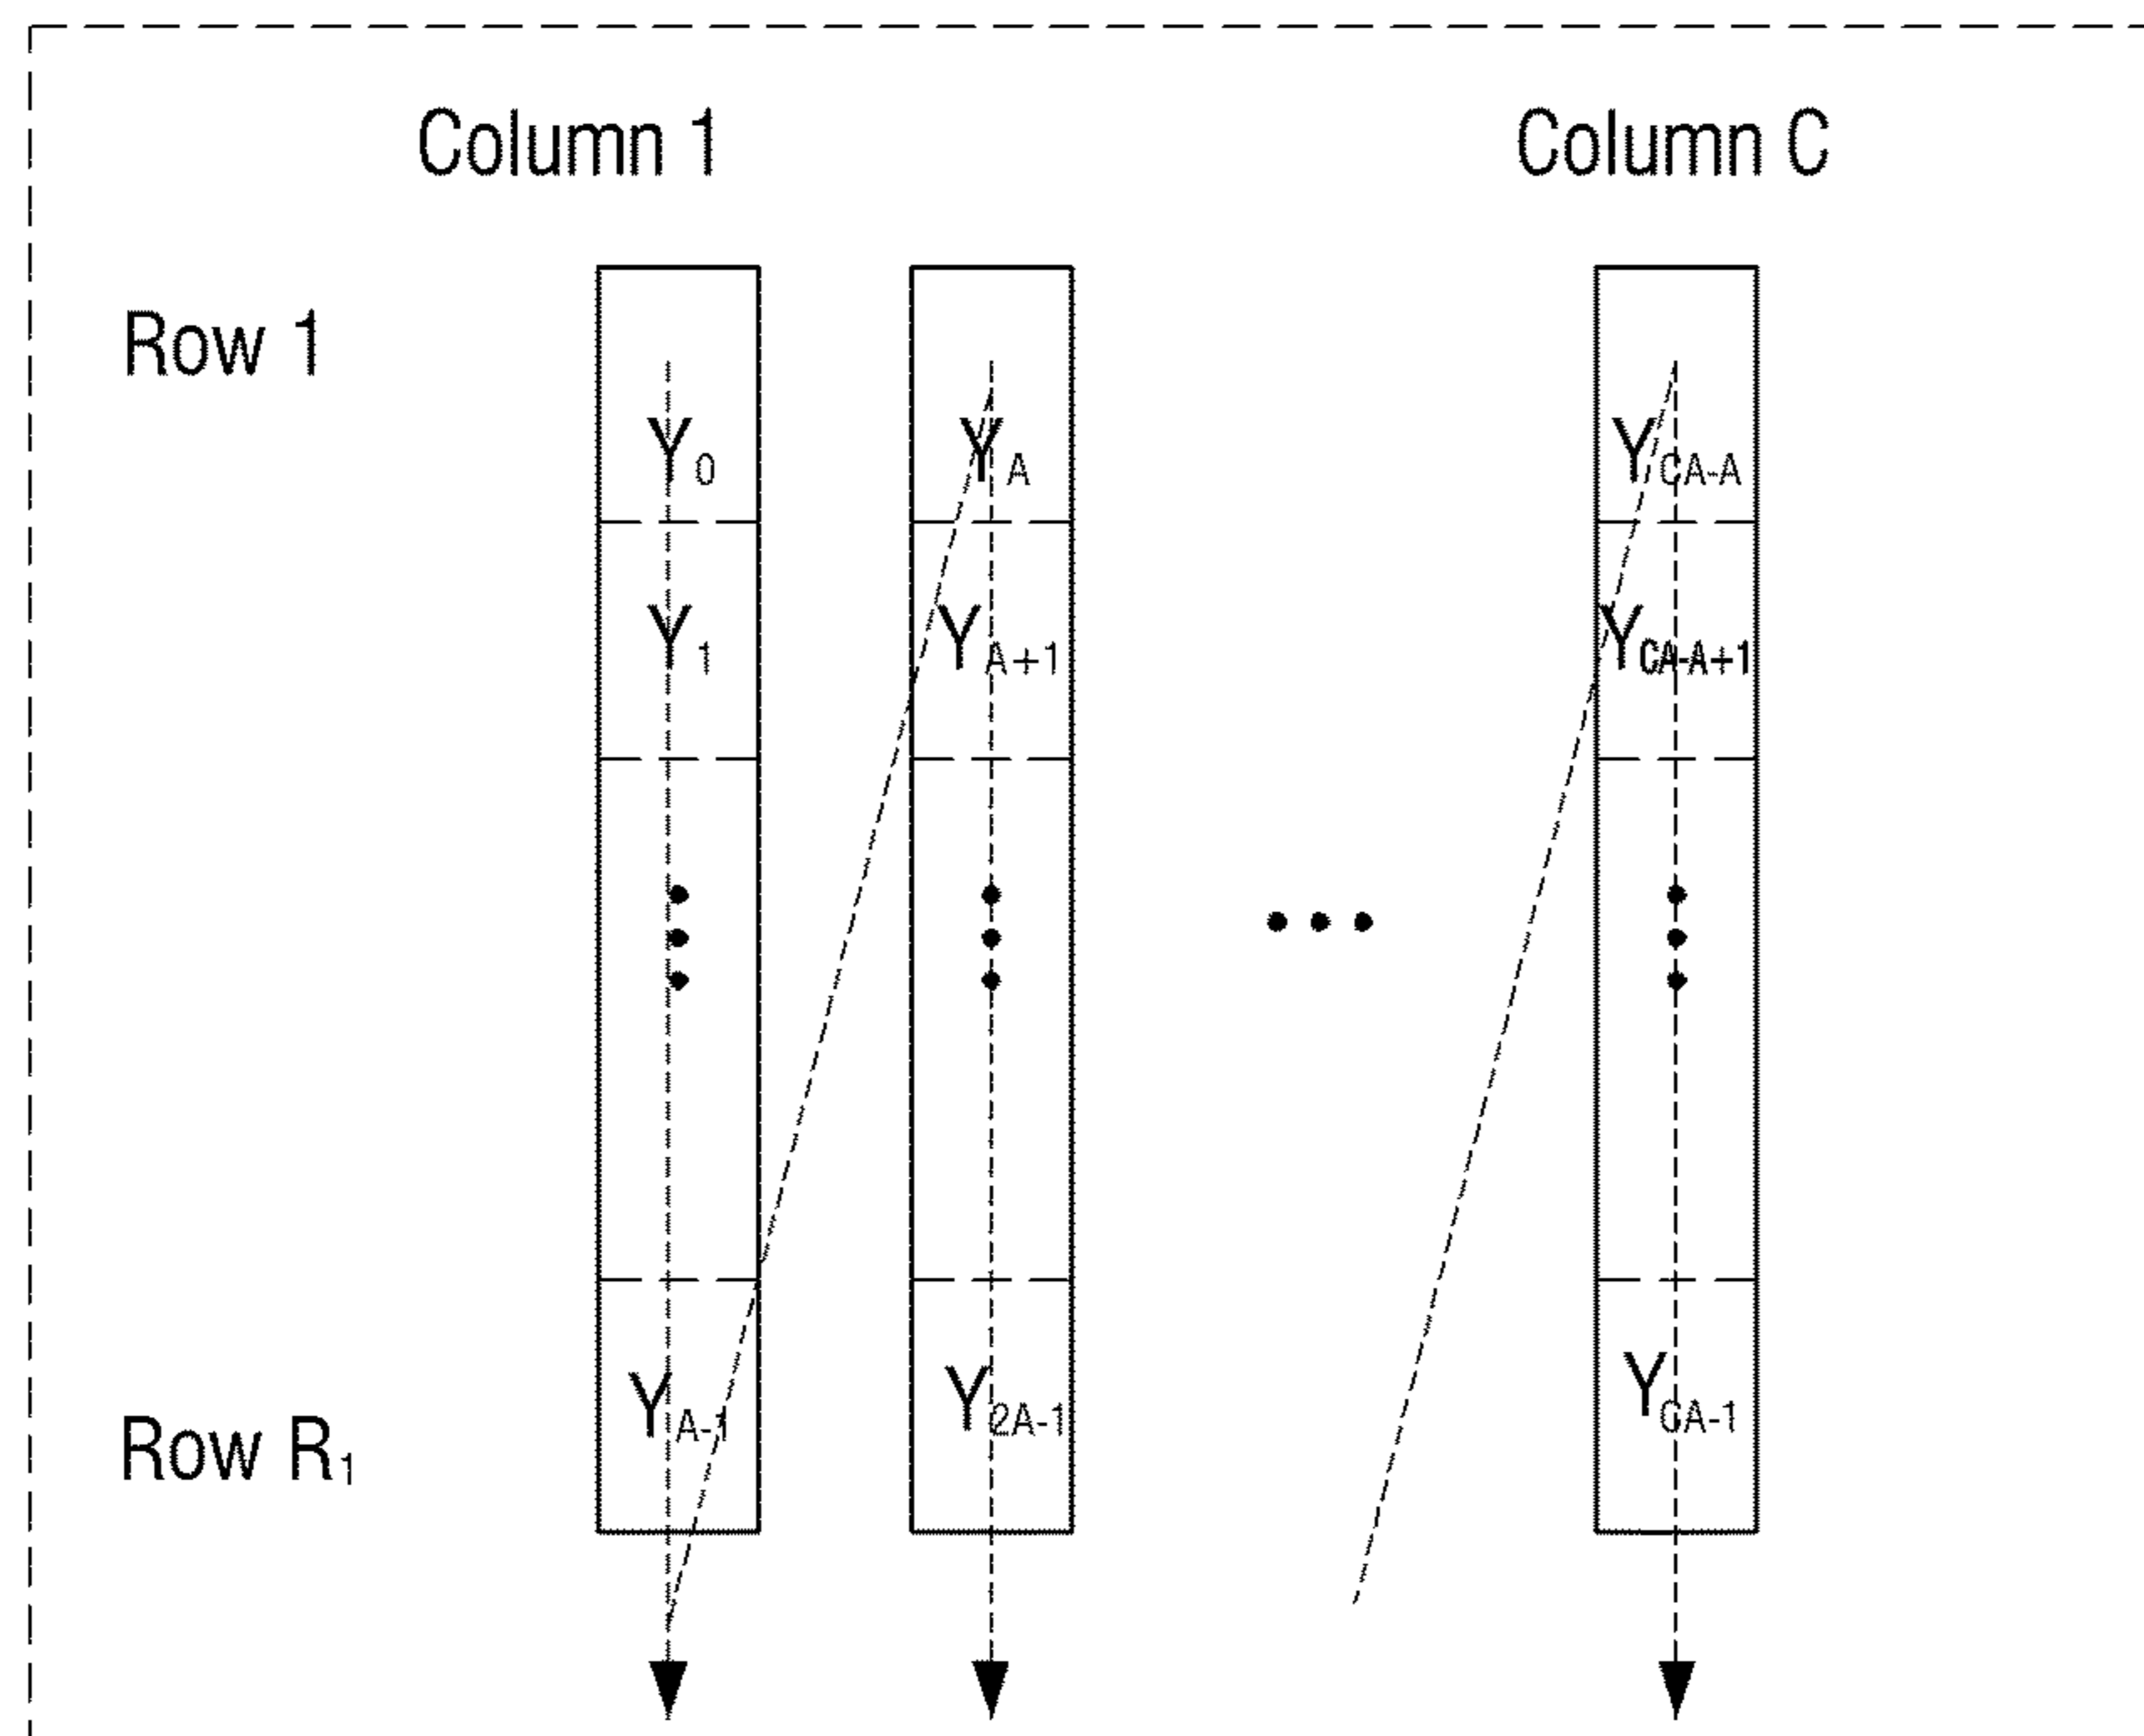 Column 1 Column C
Row 1
Y0 YA YCA-A
Y1 YA+1 YCA-A+1
YA-1 Y2A-1 YCA-1
Row R1